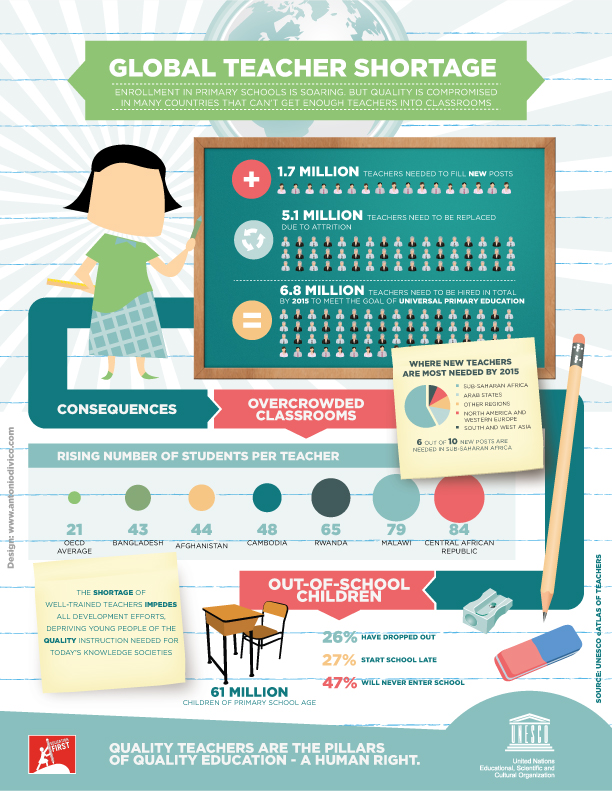 GLOBAL TEACHER SHORTAGE
ENROLLMENT IN PRIMARY SCHOOLS IS SOARING. BUT QUALITY IS COMPROMISED
IN MANY COUNTRIES THAT CAN'T GET ENOUGH TEACHERS INTO CLASSROOMS
1.7 MILLION TEACHERS NEEDED TO FILL NEW POSTS
5.1 MILLION TEACHERS NEED TO BE REPLACED
DUE TO ATTRITION
6.8 MILLION TEACHERS NEED TO BE HIRED IN TOTAL
BY 2015 TO MEET THE GOAL OF UNIVERSAL PRIMARY EDUCATION
WHERE NEW TEACHERS
ARE MOST NEEDED BY 2015
SUB-SAHARAN AFRICA
ARAB STATES
OTHER REGIONS
NORTH AMERICA AND
WESTERN EUROPE
SOUTH AND WEST ASIA
6 OUT OF 10 NEW POSTS ARE
NEEDED IN SUB-SAHARAN AFRICA
CONSEQUENCES
OVERCROWDED
CLASSROOMS
RISING NUMBER OF STUDENTS PER TEACHER
21
OECD
AVERAGE
43
BANGLADESH
44
AFGHANISTAN
48
CAMBODIA
65
RWANDA
79
MALAWI
84
CENTRAL AFRICAN
REPUBLIC
Design: www.antoniodivico.com
THE SHORTAGE OF
WELL-TRAINED TEACHERS IMPEDES
ALL DEVELOPMENT EFFORTS,
DEPRIVING YOUNG PEOPLE OF THE
QUALITY INSTRUCTION NEEDED FOR
TODAY'S KNOWLEDGE SOCIETIES
OUT-OF-SCHOOL
CHILDREN
26% HAVE DROPPED OUT
27% START SCHOOL LATE
47% WILL NEVER ENTER SCHOOL
61 MILLION
CHILDREN OF PRIMARY SCHOOL AGE
SOURCE: UNESCO eATLAS OF TEACHERS
EDUCATION
FIRST
QUALITY TEACHERS ARE THE PILLARS
OF QUALITY EDUCATION - A HUMAN RIGHT.
UNESCO
United Nations
Educational, Scientific and
Cultural Organization